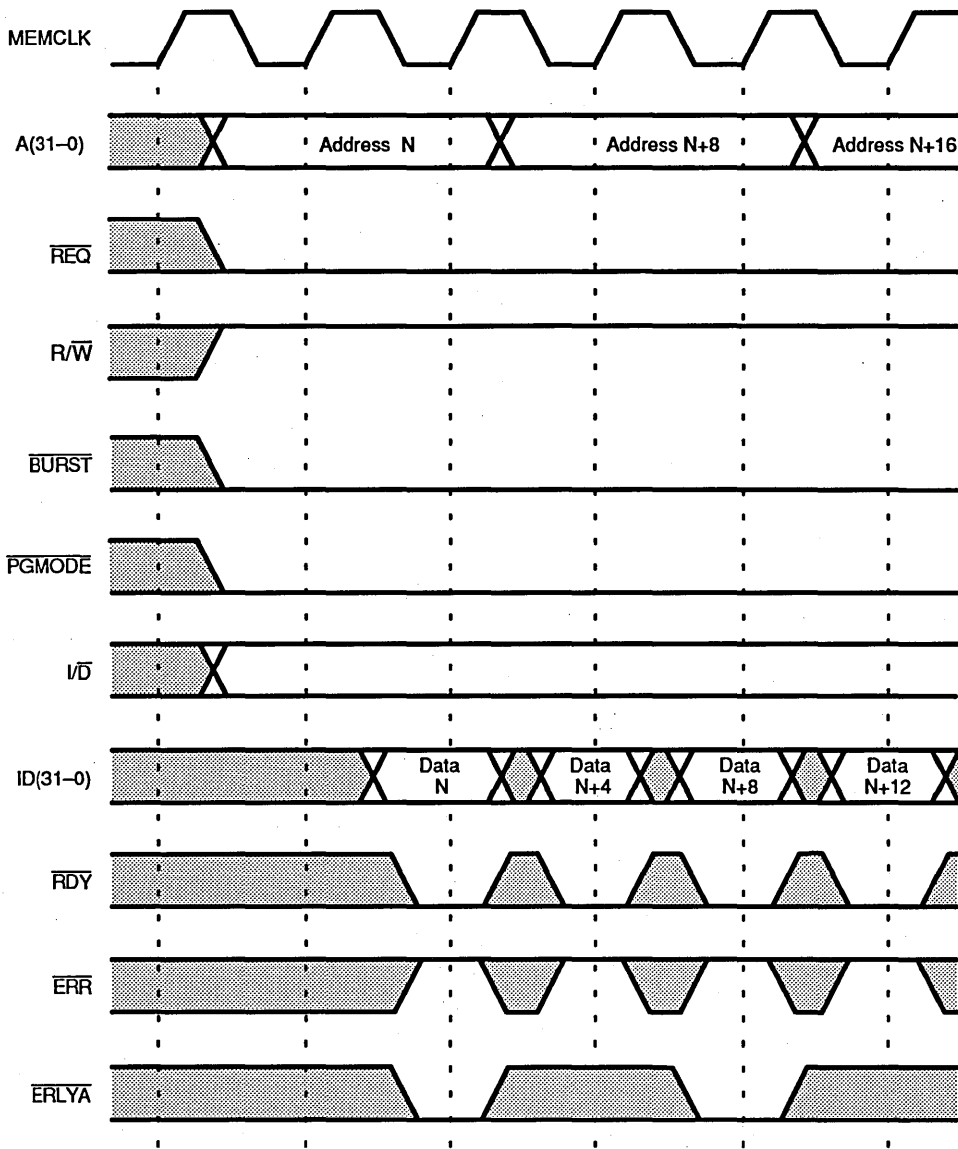 MEMCLK
A(31–0)
Address N
Address N+8
Address N+16
REQ
R/W
BURST
PGMODE
I/D
ID(31–0)
Data
N
Data
N+4
Data
N+8
Data
N+12
RDY
ERR
ERLYA